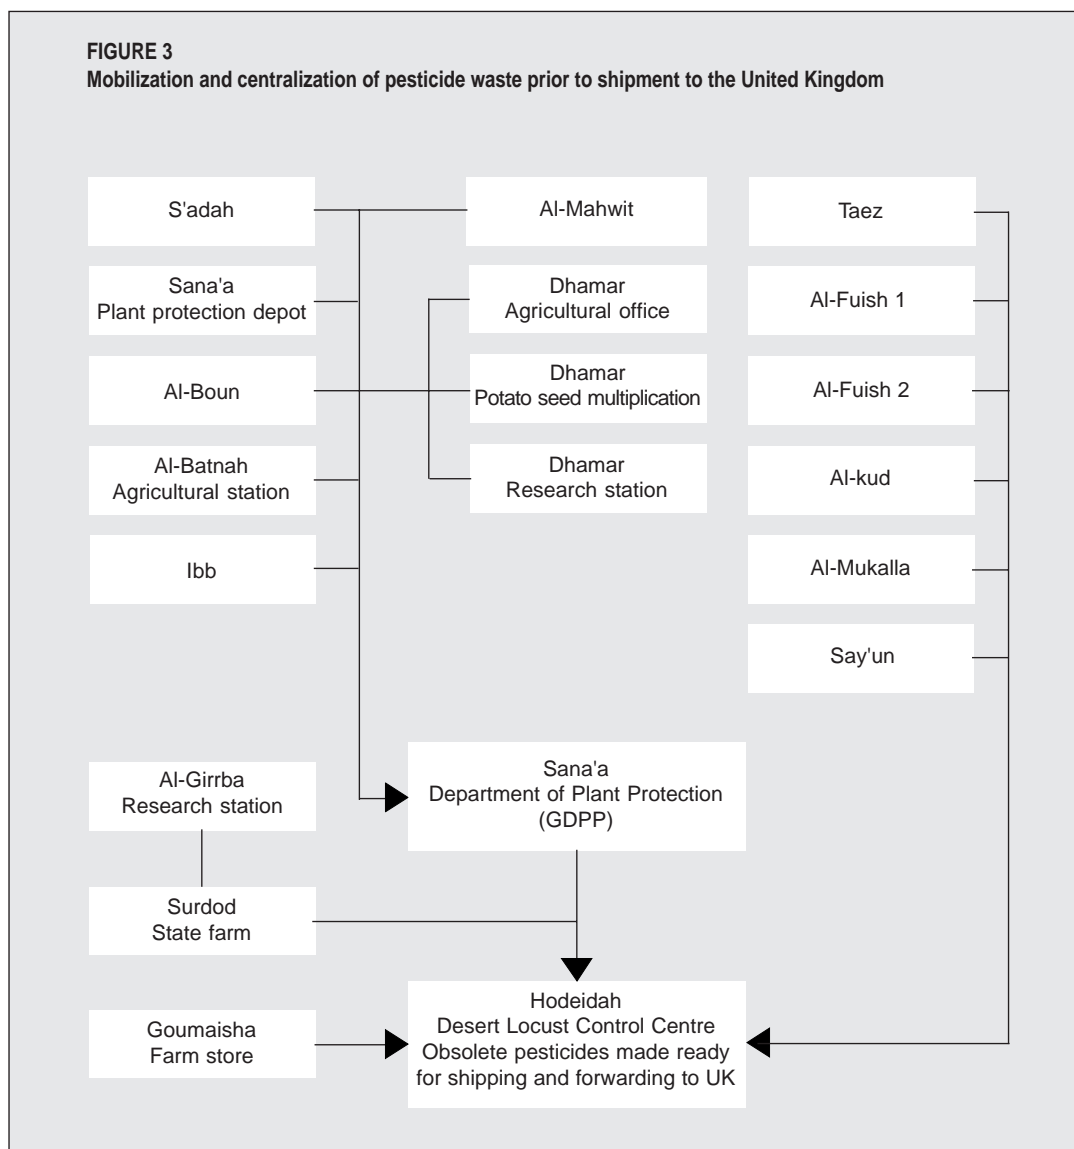 FIGURE 3
Mobilization and centralization of pesticide waste prior to shipment to the United Kingdom
S'adah
Al-Mahwit
Taez
Sana'a
Plant protection depot
Dhamar
Agricultural office
Al-Fuish 1
Al-Boun
Dhamar
Potato seed multiplication
Al-Fuish 2
Al-Batnah
Agricultural station
Dhamar
Research station
Al-kud
Ibb
Al-Mukalla
Say'un
Al-Girrba
Research station
Sana'a
Department of Plant Protection
(GDPP)
Surdod
State farm
Goumaisha
Farm store
Hodeidah
Desert Locust Control Centre
Obsolete pesticides made ready
for shipping and forwarding to UK